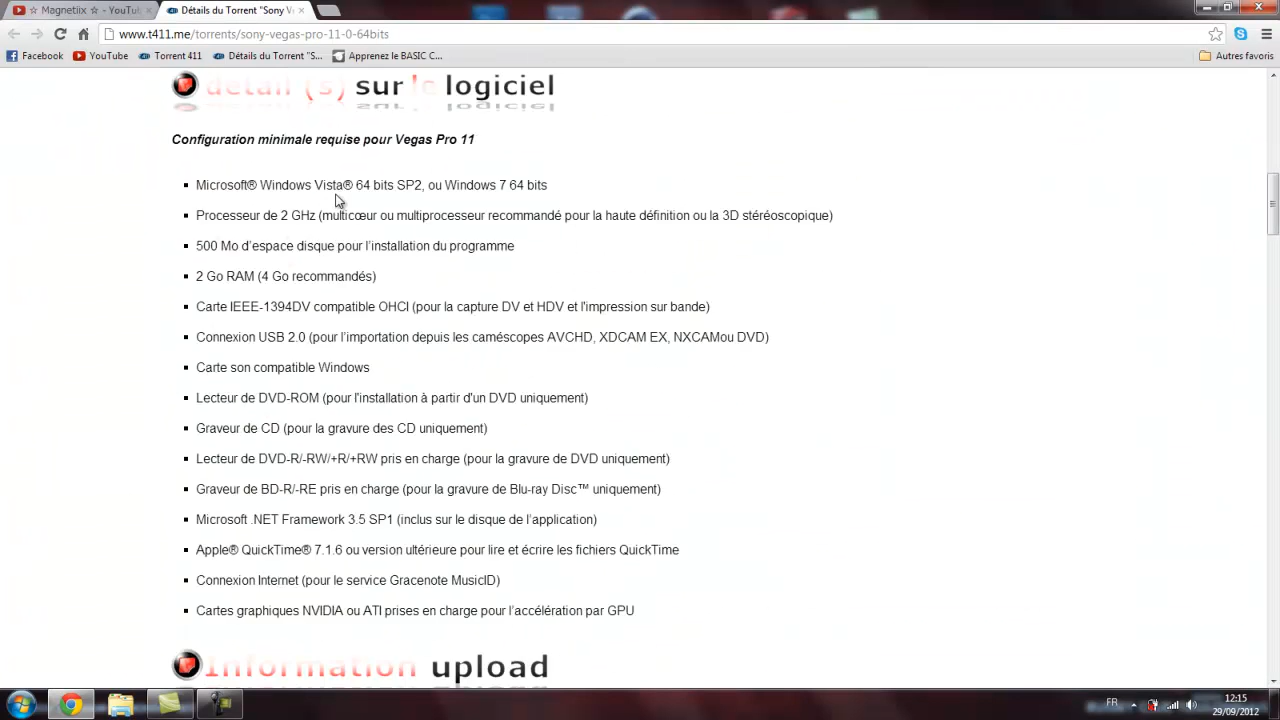 ☆ Magnetiix ☆ - YouTu
Détails du Torrent "Sony V
www.t411.me/torrents/sony-vegas-pro-11-0-64bits
Facebook
YouTube
Torrent 411
Détails du Torrent "S...
Apprenez le BASIC C...
Autres favoris
détail (s) sur le logiciel
Configuration minimale requise pour Vegas Pro 11
Microsoft® Windows Vista® 64 bits SP2, ou Windows 7 64 bits
Processeur de 2 GHz (multicœur ou multiprocesseur recommandé pour la haute définition ou la 3D stéréoscopique)
500 Mo d'espace disque pour l'installation du programme
2 Go RAM (4 Go recommandés)
Carte IEEE-1394DV compatible OHCI (pour la capture DV et HDV et l'impression sur bande)
Connexion USB 2.0 (pour l'importation depuis les caméscopes AVCHD, XDCAM EX, NXCAMou DVD)
Carte son compatible Windows
Lecteur de DVD-ROM (pour l'installation à partir d'un DVD uniquement)
Graveur de CD (pour la gravure des CD uniquement)
Lecteur de DVD-R/-RW/+R/+RW pris en charge (pour la gravure de DVD uniquement)
Graveur de BD-R/-RE pris en charge (pour la gravure de Blu-ray Disc™ uniquement)
Microsoft .NET Framework 3.5 SP1 (inclus sur le disque de l'application)
Apple® QuickTime® 7.1.6 ou version ultérieure pour lire et écrire les fichiers QuickTime
Connexion Internet (pour le service Gracenote MusicID)
Cartes graphiques NVIDIA ou ATI prises en charge pour l'accélération par GPU
Information upload
FR
12:15
29/09/2012